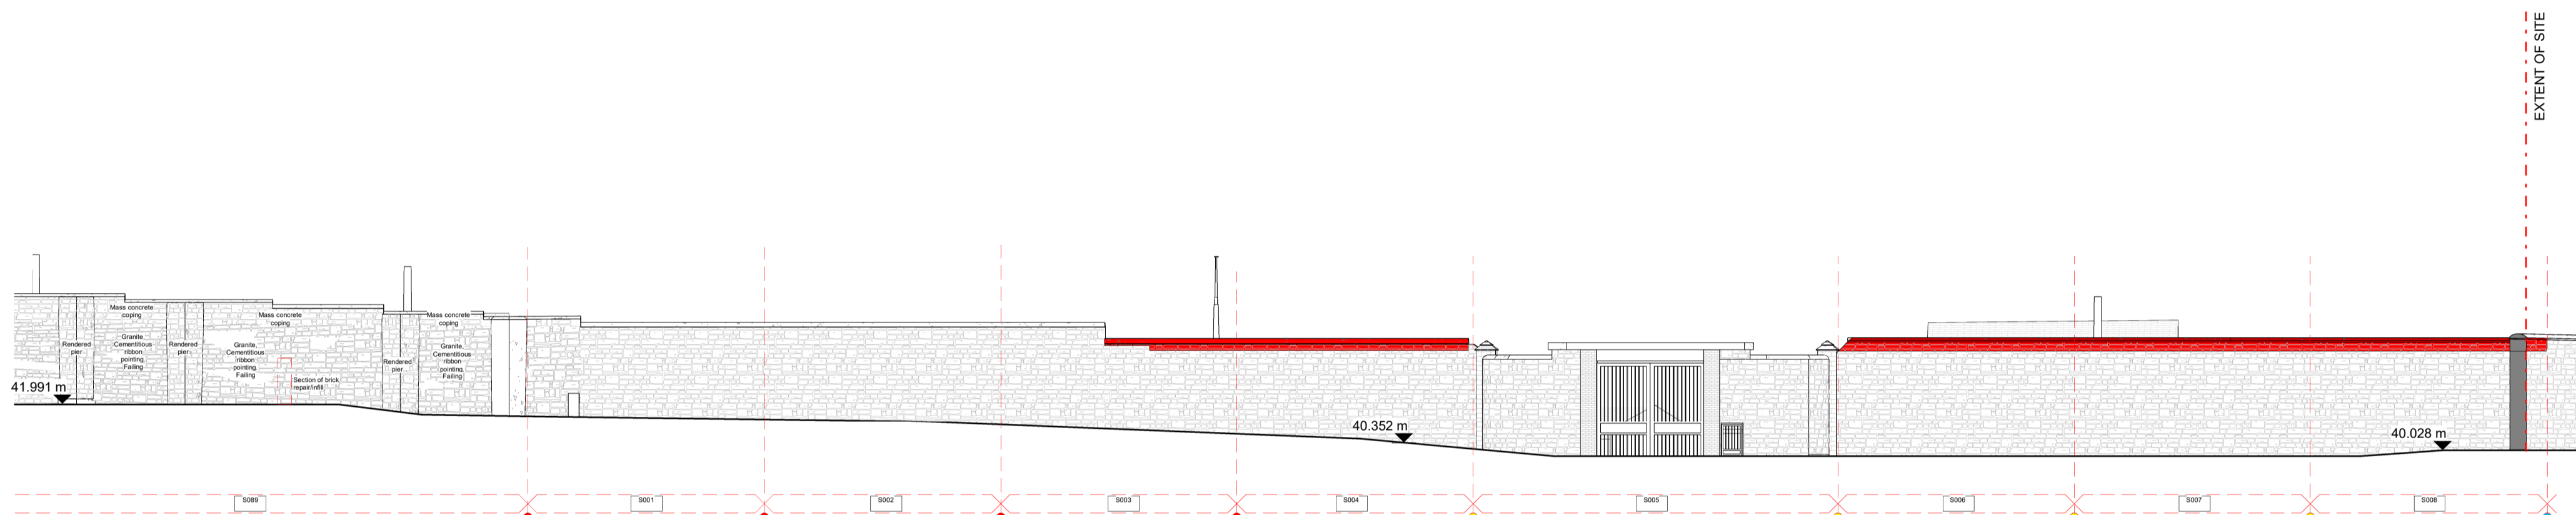 EXTENT OF SITE
Mass concrete
coping
Mass concrete
coping
Mass concrete
coping
Rendered
pier
Granite,
Cementitious
ribbon
pointing.
Failing
Rendered
pier
Granite,
Cementitious
ribbon
pointing.
Failing
Section of brick
repair/infill
Rendered
pier
Granite,
Cementitious
ribbon
pointing.
Failing
41.991 m
40.352 m
40.028 m
S089
S001
S002
S003
S004
S005
S006
S007
S008